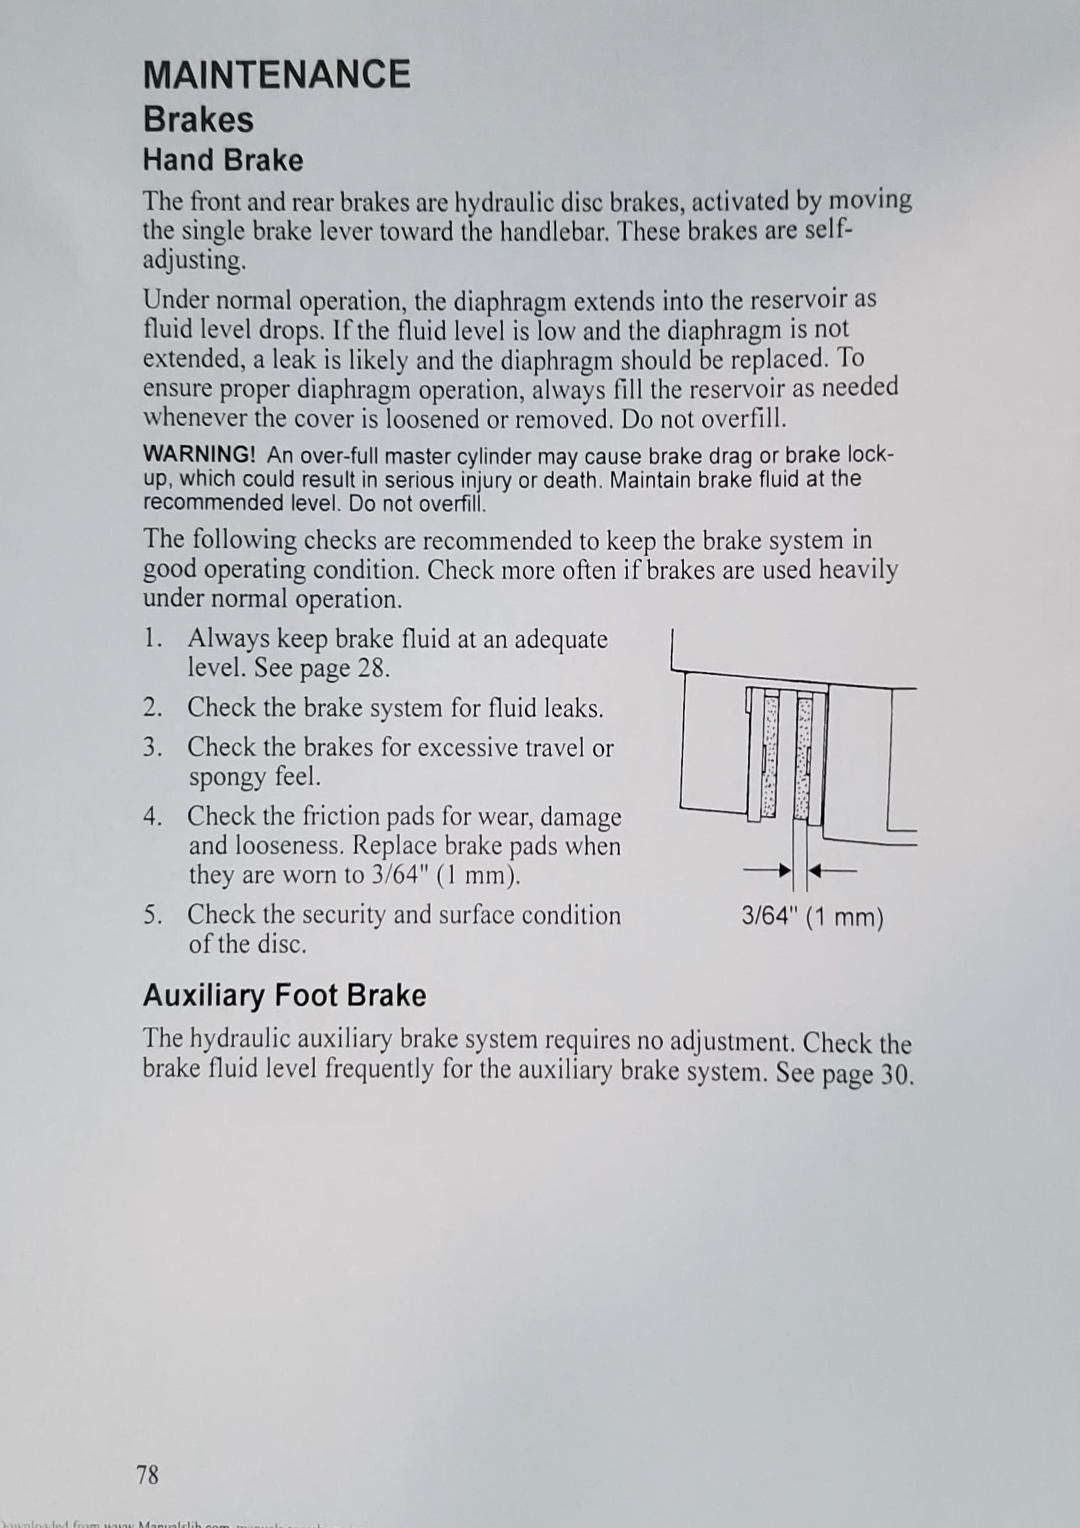 MAINTENANCE
Brakes
Hand Brake
The front and rear brakes are hydraulic disc brakes, activated by moving
the single brake lever toward the handlebar. These brakes are self-
adjusting.
Under normal operation, the diaphragm extends into the reservoir as
fluid level drops. If the fluid level is low and the diaphragm is not
extended, a leak is likely and the diaphragm should be replaced. To
ensure proper diaphragm operation, always fill the reservoir as needed
whenever the cover is loosened or removed. Do not overfill.
WARNING! An over-full master cylinder may cause brake drag or brake lock-
up, which could result in serious injury or death. Maintain brake fluid at the
recommended level. Do not overfill.
The following checks are recommended to keep the brake system in
good operating condition. Check more often if brakes are used heavily
under normal operation.
1. Always keep brake fluid at an adequate
level. See page 28.
2. Check the brake system for fluid leaks.
3. Check the brakes for excessive travel or
spongy feel.
4. Check the friction pads for wear, damage
and looseness. Replace brake pads when
they are worn to 3/64" (1 mm).
5. Check the security and surface condition
of the disc.
3/64" (1 mm)
Auxiliary Foot Brake
The hydraulic auxiliary brake system requires no adjustment. Check the
brake fluid level frequently for the auxiliary brake system. See page 30.
78
Downloaded from www.Manualslib.com